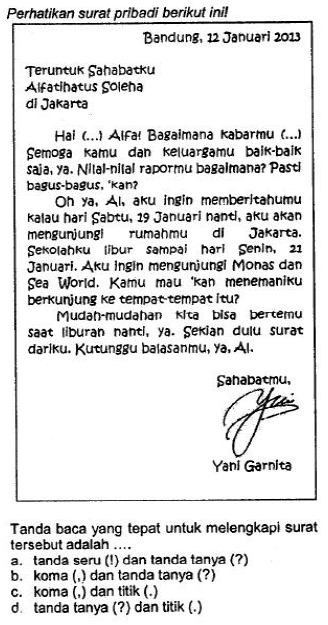 Perhatikan surat pribadi berikut ini!
Bandung, 12 Januari 2013
Teruntuk Sahabatku
Alfatihatus Soleha
di Jakarta
Hai (...) Alfa! Bagaimana kabarmu (...)
Semoga kamu dan keluargamu baik-baik
saja, ya. Nilai-nilai rapormu bagaimana? Pasti
bagus-bagus, 'kan?
Oh ya, Al, aku ingin memberitahumu
kalau hari Sabtu, 19 Januari nanti, aku akan
mengunjungi rumahmu di Jakarta.
Sekolahku libur sampai hari Senin, 21
Januari. Aku ingin mengunjungi Monas dan
Sea World. Kamu mau 'kan menemaniku
berkunjung ke tempat-tempat itu?
Mudah-mudahan kita bisa bertemu
saat liburan nanti, ya. Sekian dulu surat
dariku. Kutunggu balasanmu, ya, Al.
Sahabatmu,
Yani
Yani Garnita
Tanda baca yang tepat untuk melengkapi surat
tersebut adalah ....
a. tanda seru (!) dan tanda tanya (?)
b. koma (,) dan tanda tanya (?)
c. koma (,) dan titik (.)
d. tanda tanya (?) dan titik (.)